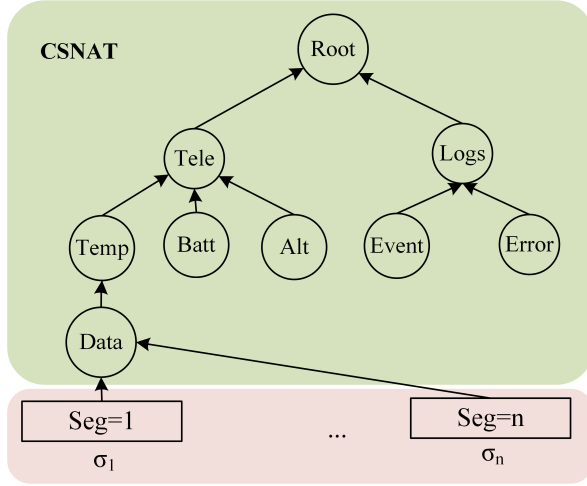 CSNAT
Root
Tele
Logs
Temp
Batt
Alt
Event
Error
Data
Seg=1
...
Seg=n
σ1
σn